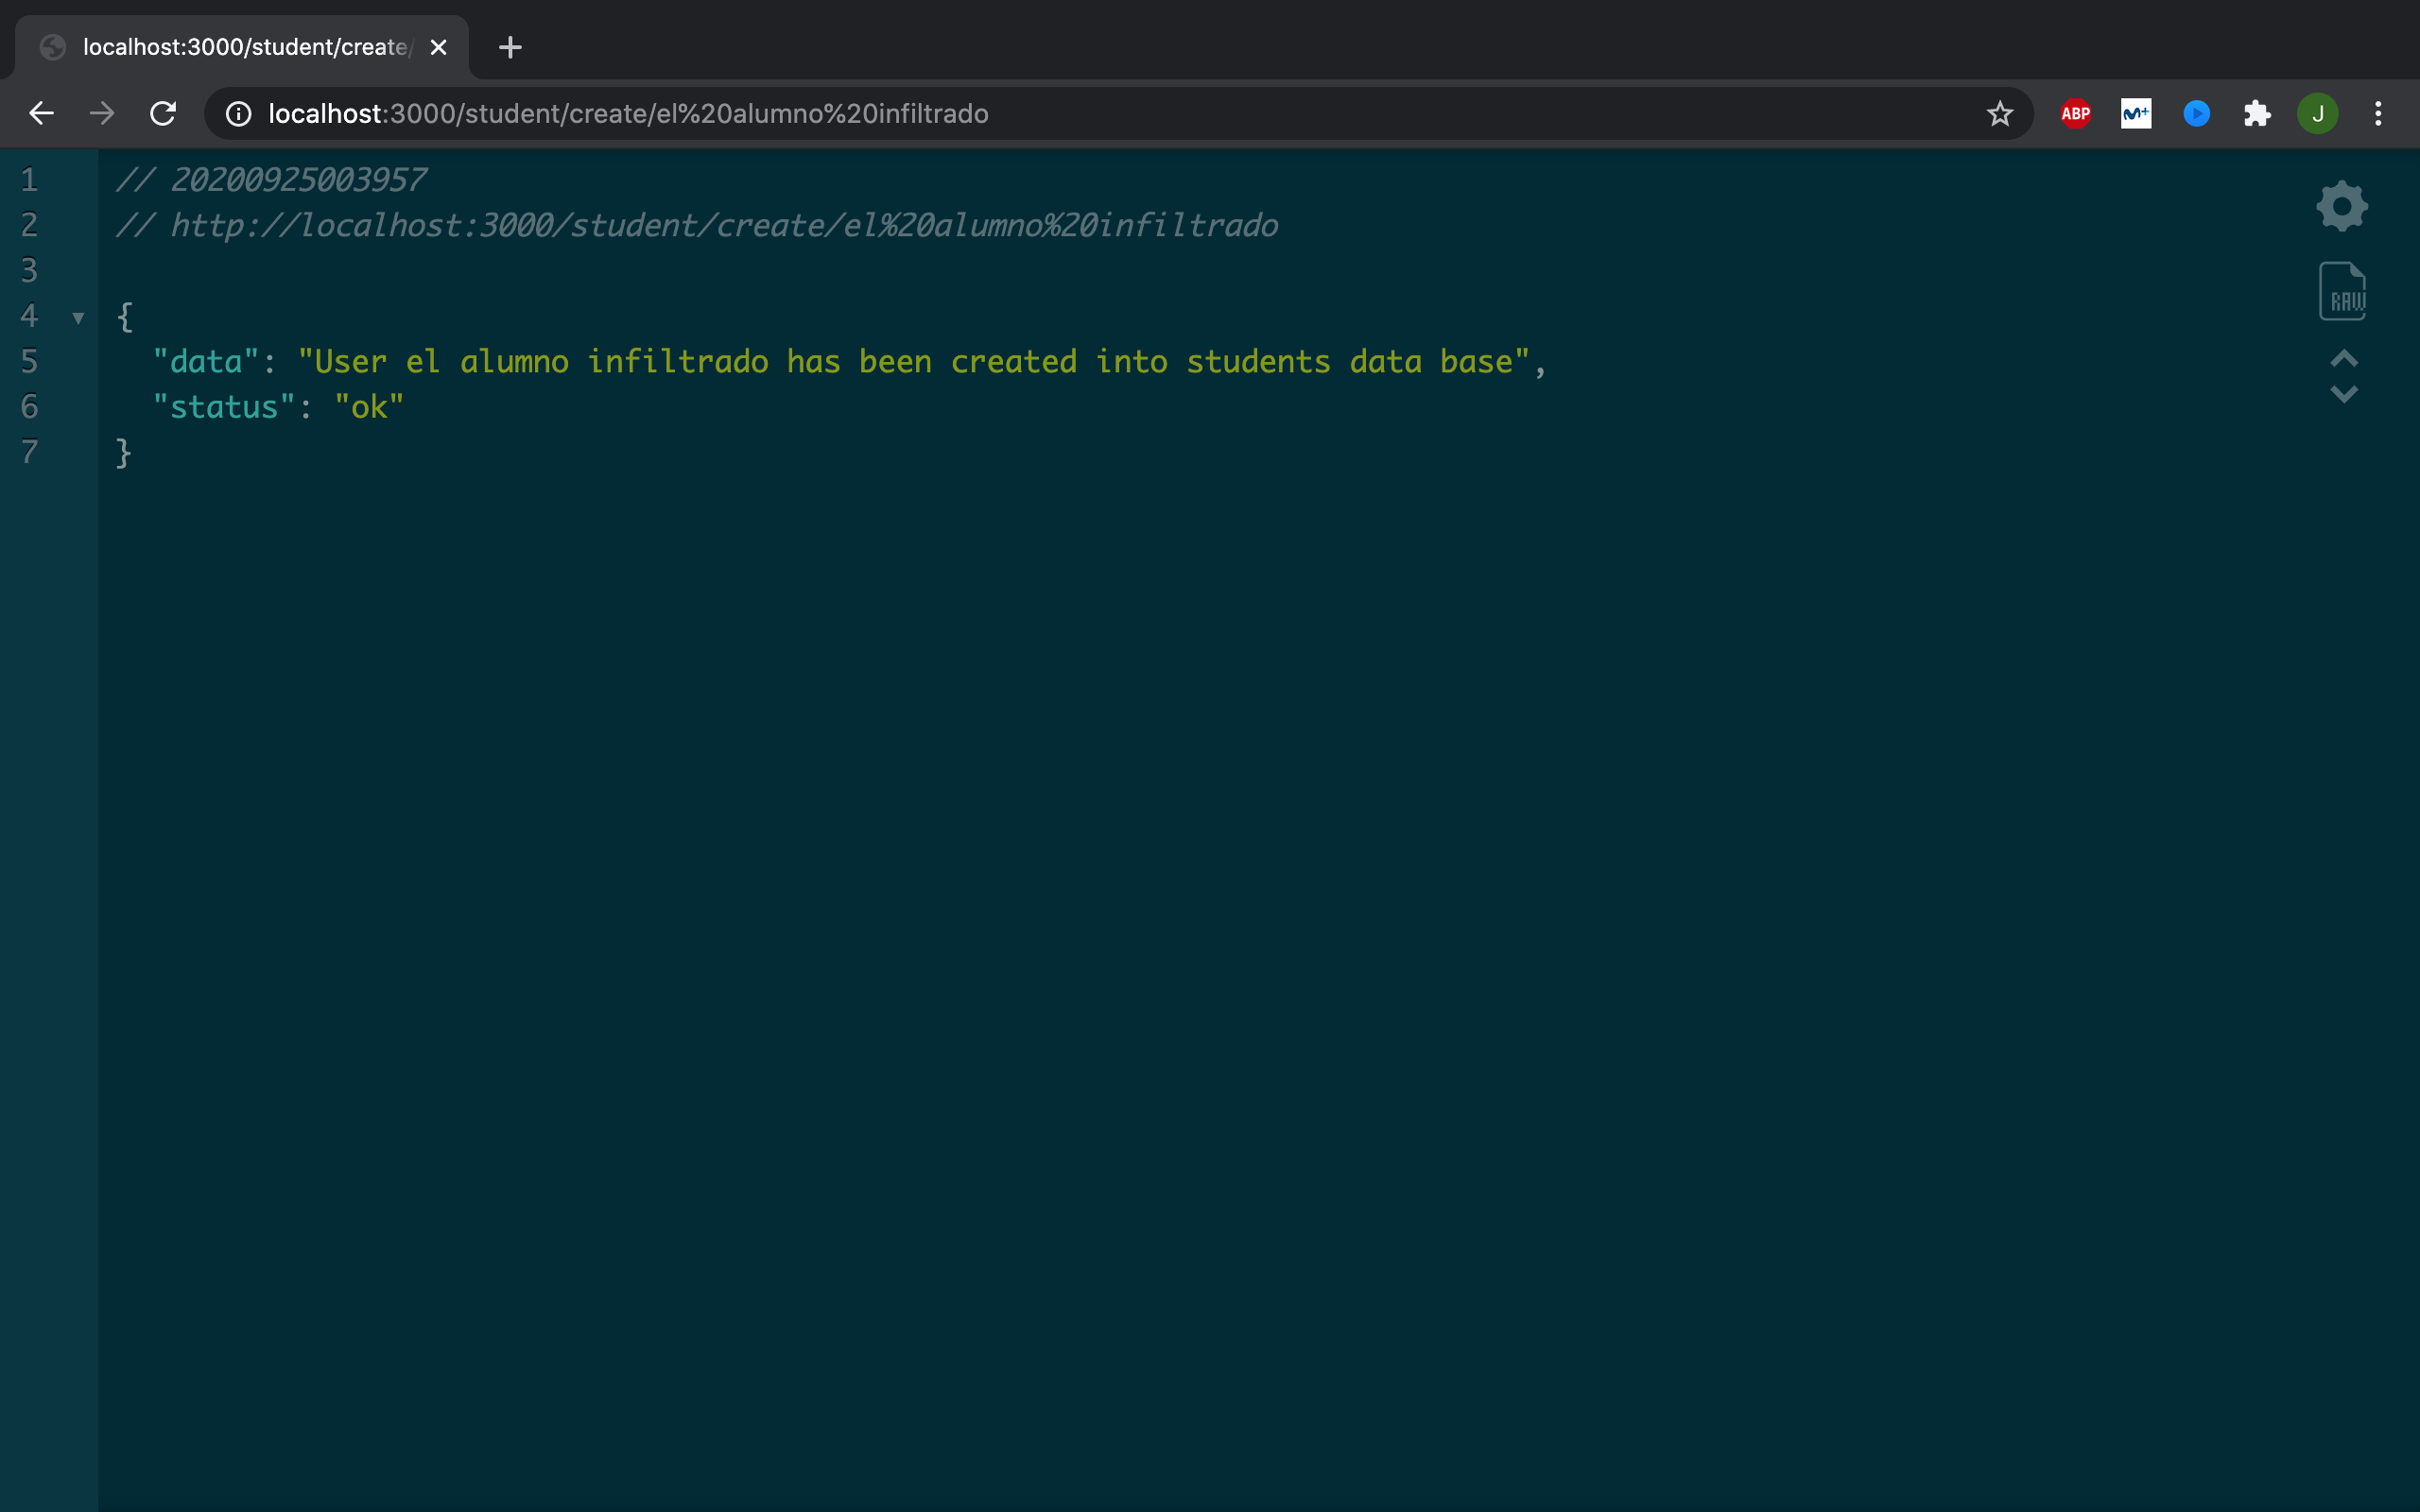 localhost:3000/student/create/
localhost:3000/student/create/el%20alumno%20infiltrado
ABP
J
1 // 20200925003957
2 // http://localhost:3000/student/create/el%20alumno%20infiltrado
3
4 {
5 "data": "User el alumno infiltrado has been created into students data base",
6 "status": "ok"
7 }
RAW